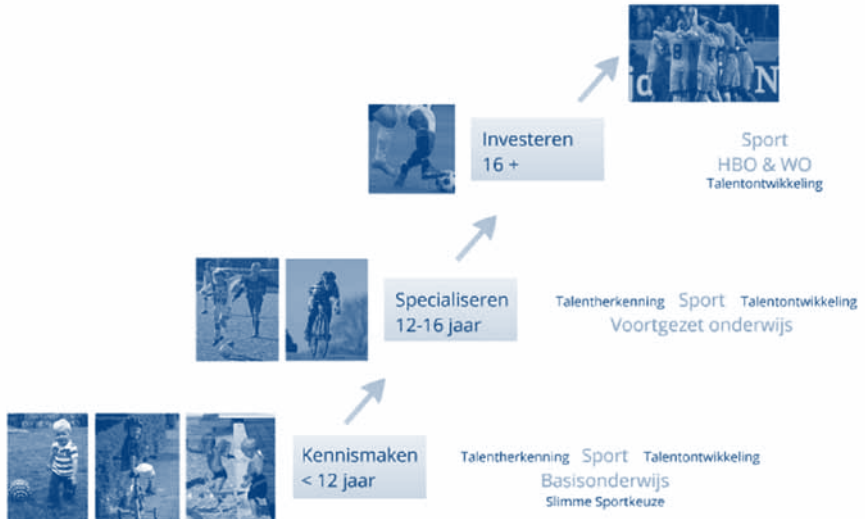 Investeren
16 +
Sport
HBO & WO
Talentontwikkeling
Specialiseren
12-16 jaar
Talentherkenning Sport Talentontwikkeling
Voortgezet onderwijs
Kennismaken
< 12 jaar
Talentherkenning Sport Talentontwikkeling
Basisonderwijs
Slimme Sportkeuze